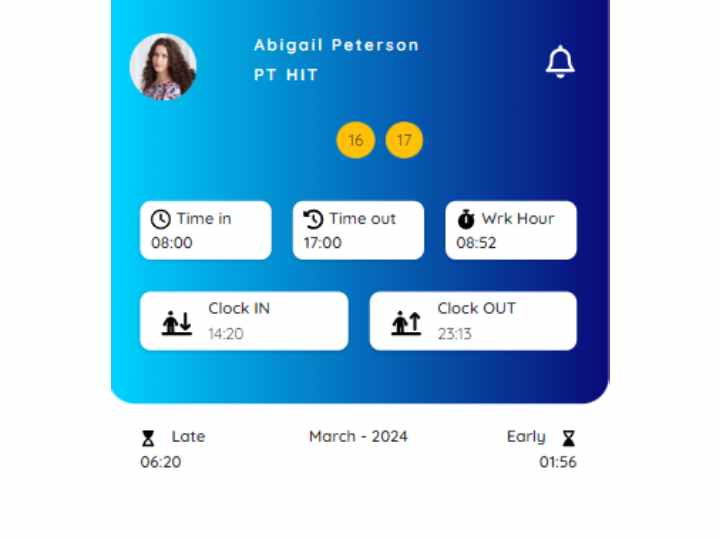 Abigail Peterson
PT HIT
16 17
Time in Time out Wrk Hour
08:00 17:00 08:52
Clock IN Clock OUT
14:20 23:13
Late March - 2024 Early
06:20 01:56